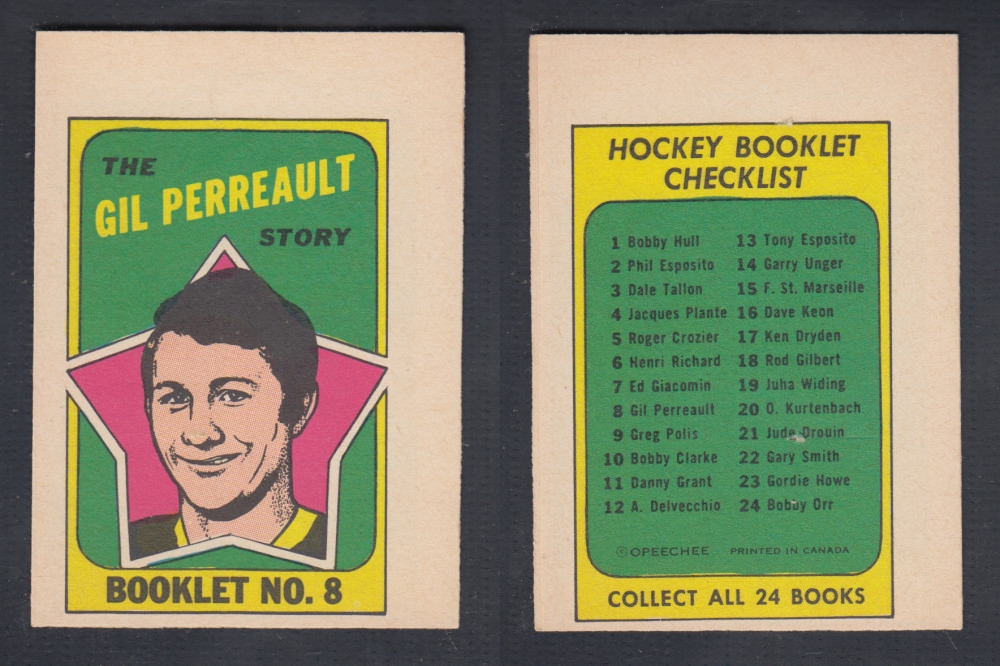 THE
GIL PERREAULT
STORY
BOOKLET NO. 8
HOCKEY BOOKLET
CHECKLIST
1 Bobby Hull
2 Phil Esposito
3 Dale Tallon
4 Jacques Plante
5 Roger Crozier
6 Henri Richard
7 Ed Giacomin
8 Gil Perreault
9 Greg Polis
10 Bobby Clarke
11 Danny Grant
12 A. Delvecchio
13 Tony Esposito
14 Garry Unger
15 F. St. Marseille
16 Dave Keon
17 Ken Dryden
18 Rod Gilbert
19 Juha Widing
20 O. Kurtenbach
21 Jude Drouin
22 Gary Smith
23 Gordie Howe
24 Bobby Orr
© OPEECHEE PRINTED IN CANADA
COLLECT ALL 24 BOOKS